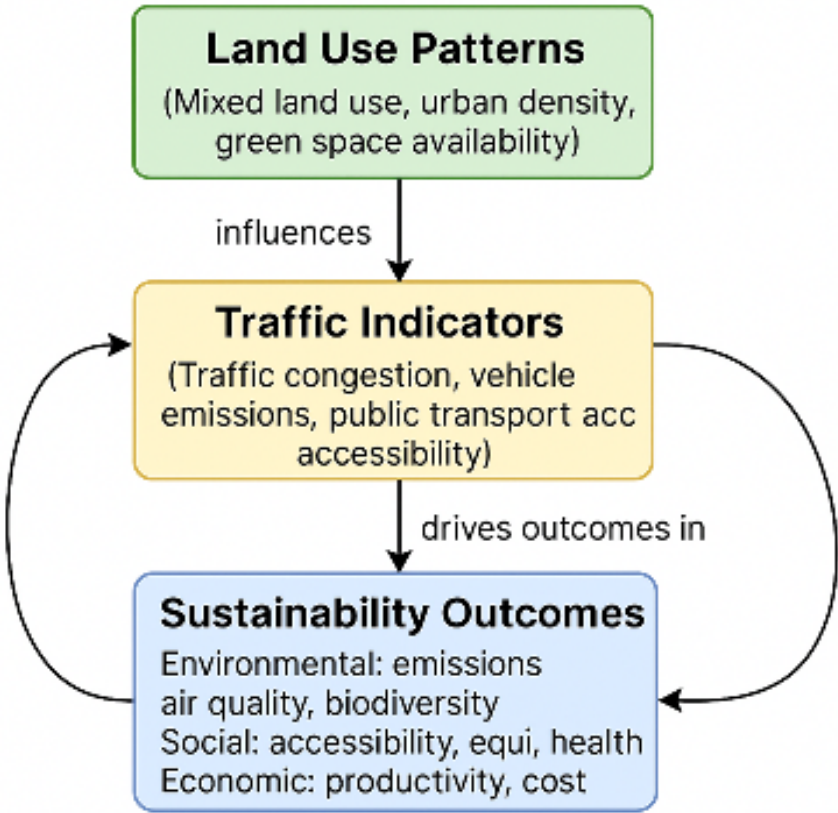 Land Use Patterns
(Mixed land use, urban density,
green space availability)
influences
Traffic Indicators
(Traffic congestion, vehicle
emissions, public transport acc
accessibility)
drives outcomes in
Sustainability Outcomes
Environmental: emissions
air quality, biodiversity
Social: accessibility, equi, health
Economic: productivity, cost